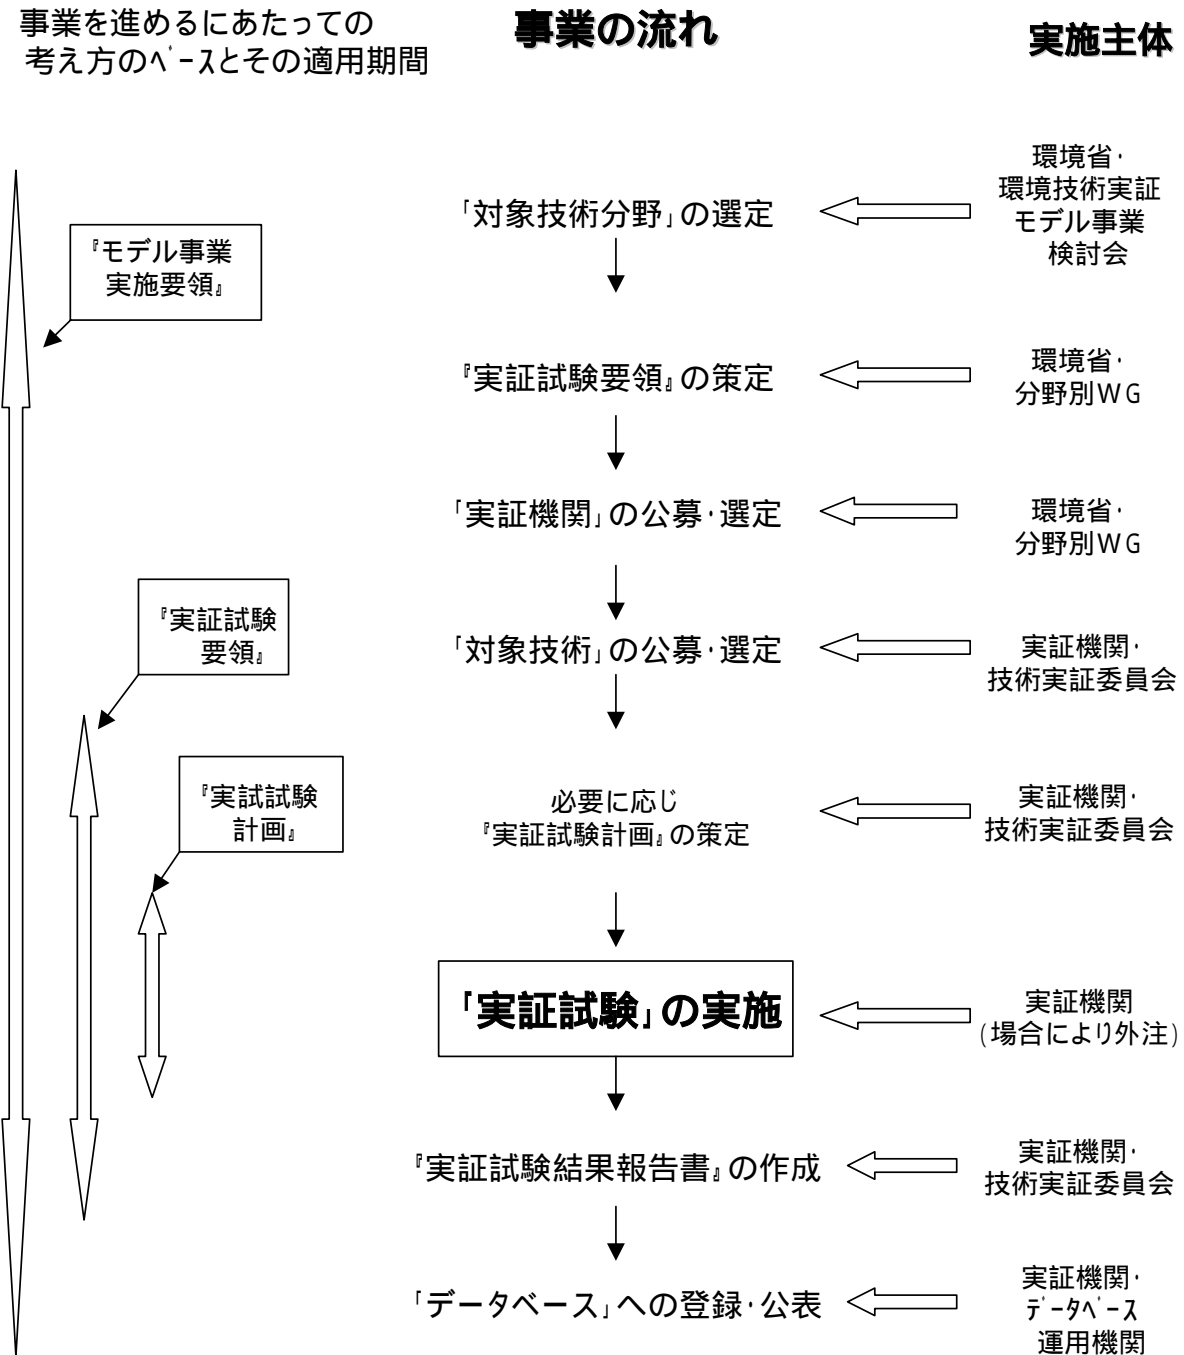 事業を進めるにあたっての
考え方のﾍﾞｰｽとその適用期間
事業の流れ
実施主体
『モデル事業
実施要領』
『実証試験
要領』
『実試試験
計画』
「対象技術分野」の選定
『実証試験要領』の策定
「実証機関」の公募・選定
「対象技術」の公募・選定
必要に応じ
『実証試験計画』の策定
「実証試験」の実施
『実証試験結果報告書』の作成
「データベース」への登録・公表
環境省・
環境技術実証
モデル事業
検討会
環境省・
分野別WG
環境省・
分野別WG
実証機関・
技術実証委員会
実証機関・
技術実証委員会
実証機関
(場合により外注)
実証機関・
技術実証委員会
実証機関・
ﾃﾞｰﾀﾍﾞｰｽ
運用機関